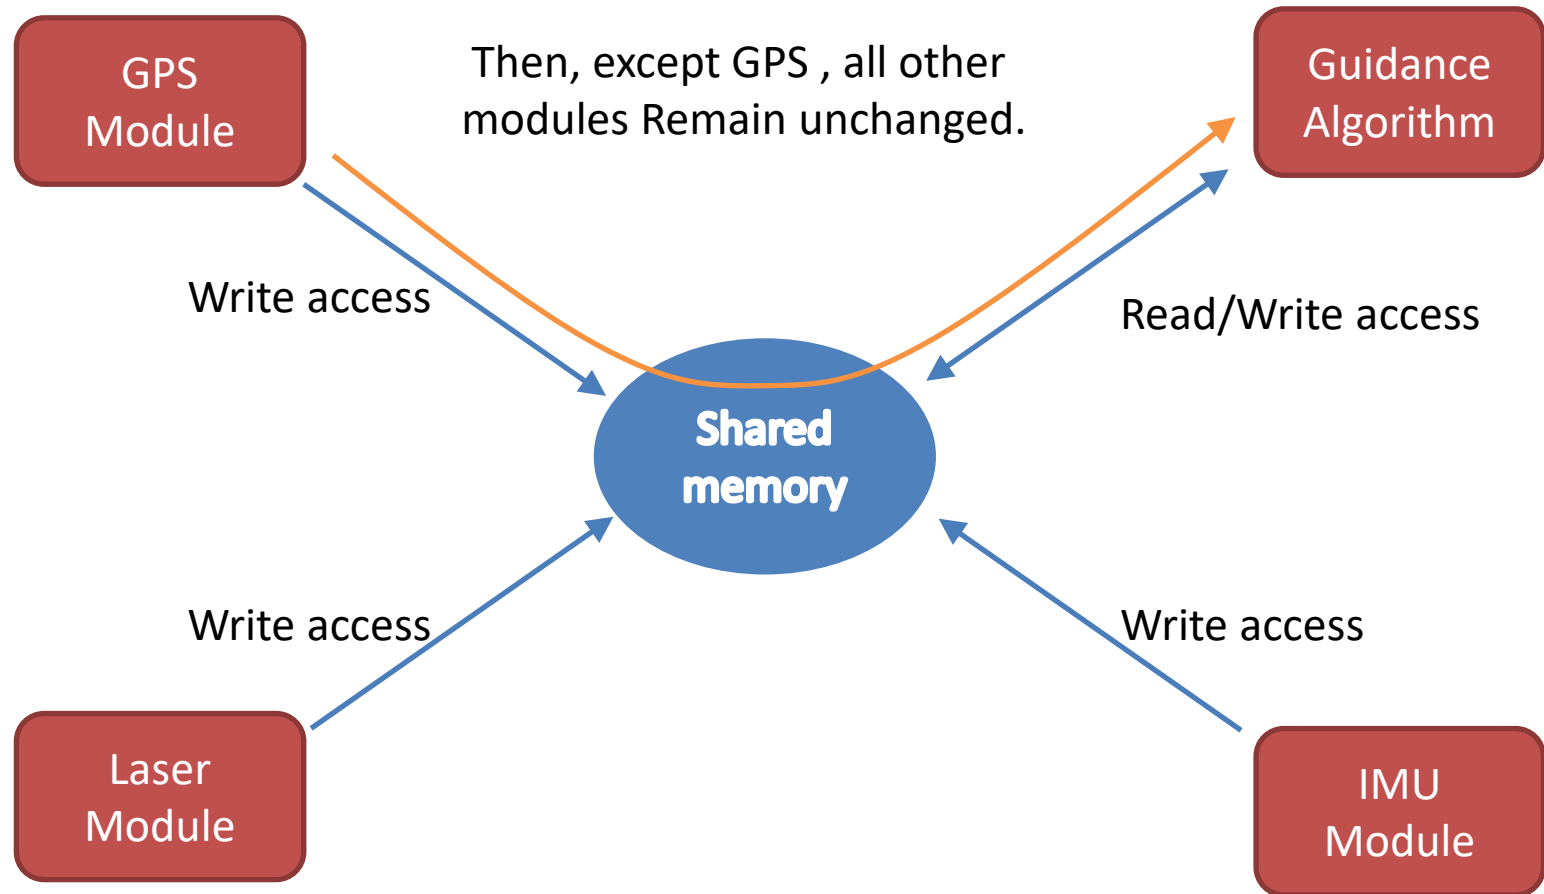 GPS
Module
Then, except GPS , all other
modules Remain unchanged.
Guidance
Algorithm
Write access
Read/Write access
Shared
memory
Write access
Write access
Laser
Module
IMU
Module